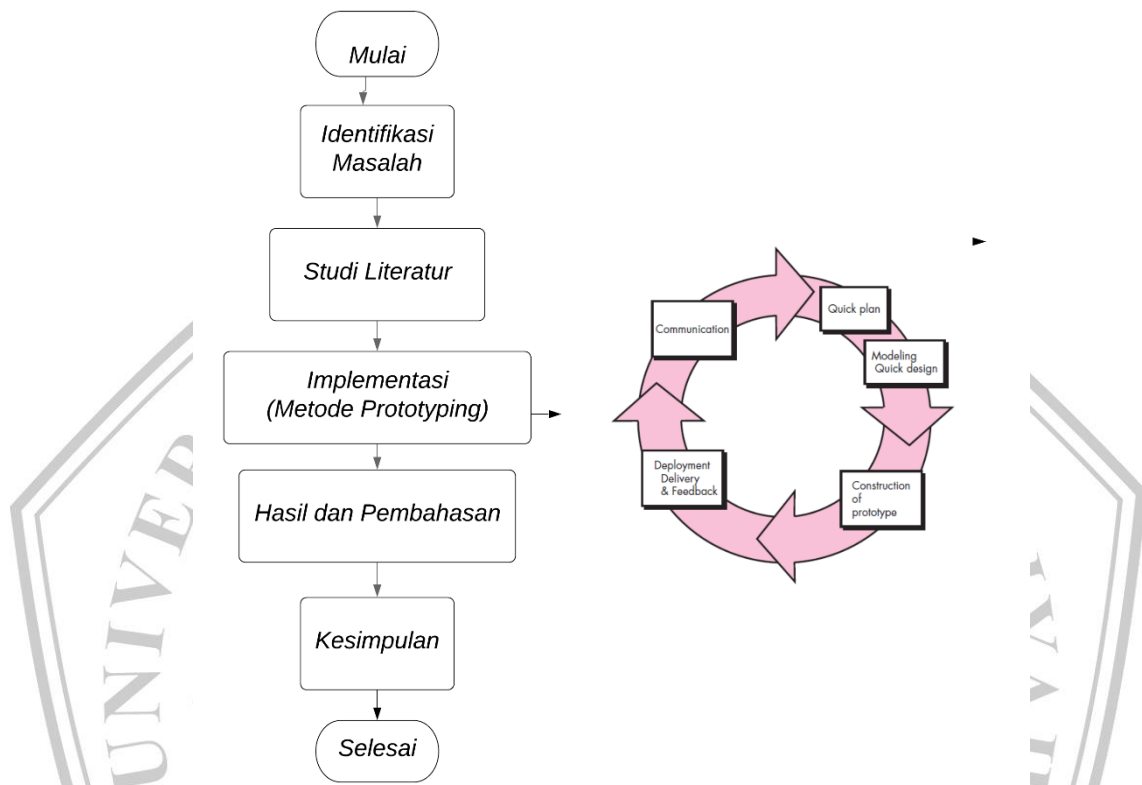 Mulai
Identifikasi
Masalah
Studi Literatur
Implementasi
(Metode Prototyping)
Hasil dan Pembahasan
Kesimpulan
Selesai
Communication
Quick plan
Modeling
Quick design
Construction
of
prototype
Deployment
Delivery
& Feedback